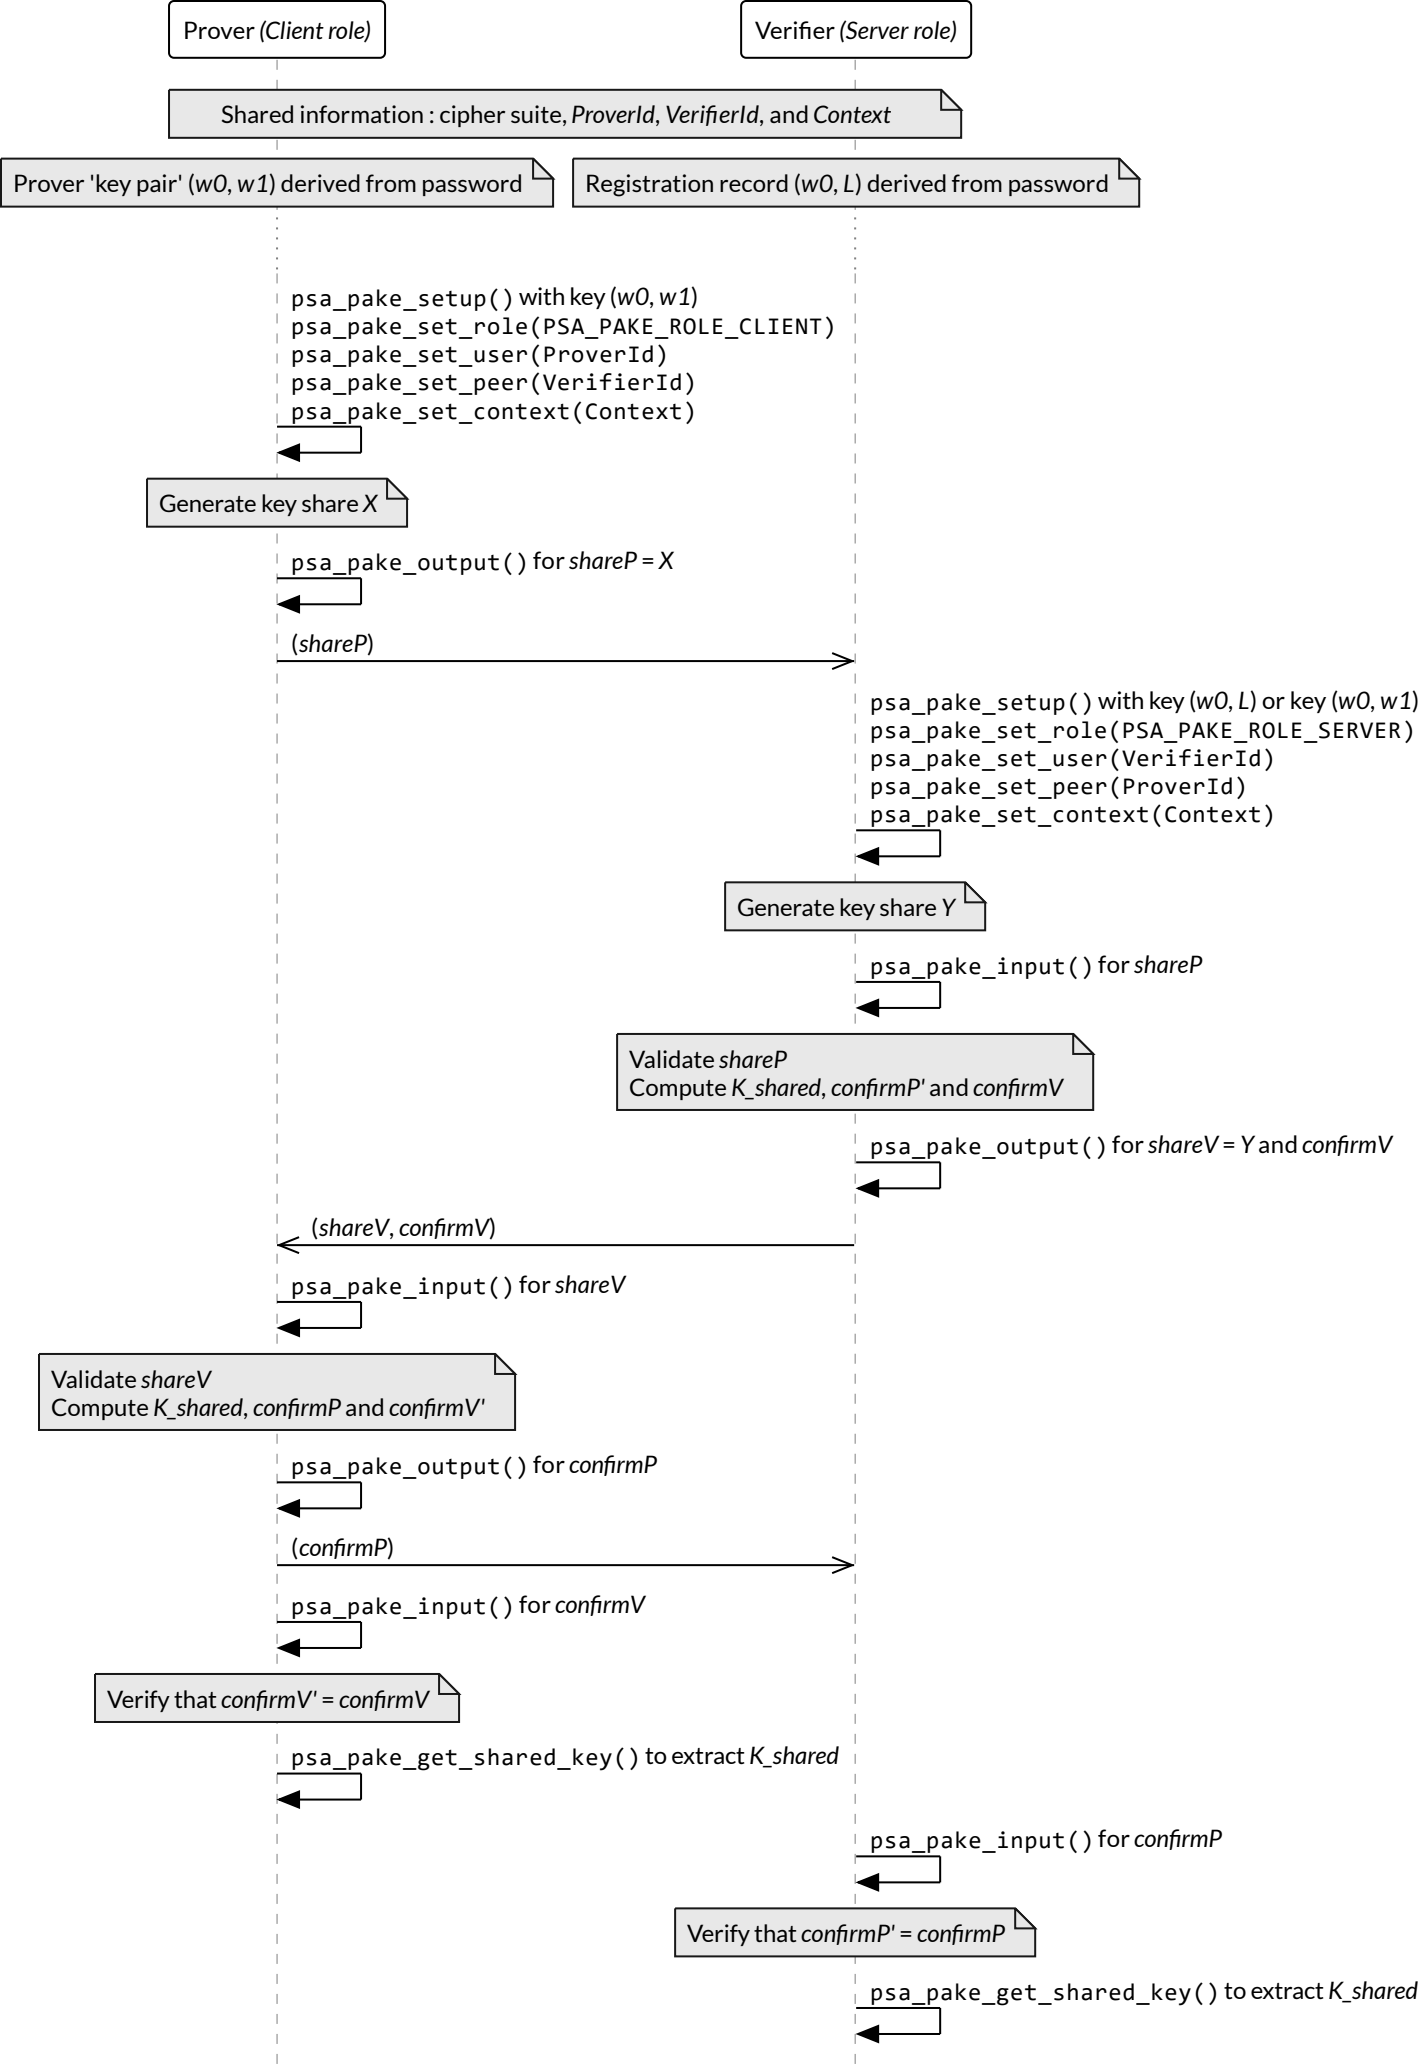 Prover (Client role)
Verifier (Server role)
Shared information : cipher suite, ProverId, VerifierId, and Context
Prover 'key pair' (w0, w1) derived from password
Registration record (w0, L) derived from password
psa_pake_setup() with key (w0, w1)
psa_pake_set_role(PSA_PAKE_ROLE_CLIENT)
psa_pake_set_user(ProverId)
psa_pake_set_peer(VerifierId)
psa_pake_set_context(Context)
Generate key share X
psa_pake_output() for shareP = X
(shareP)
psa_pake_setup() with key (w0, L) or key (w0, w1)
psa_pake_set_role(PSA_PAKE_ROLE_SERVER)
psa_pake_set_user(VerifierId)
psa_pake_set_peer(ProverId)
psa_pake_set_context(Context)
Generate key share Y
psa_pake_input() for shareP
Validate shareP
Compute K_shared, confirmP' and confirmV
psa_pake_output() for shareV = Y and confirmV
(shareV, confirmV)
psa_pake_input() for shareV
Validate shareV
Compute K_shared, confirmP and confirmV'
psa_pake_output() for confirmP
(confirmP)
psa_pake_input() for confirmV
Verify that confirmV' = confirmV
psa_pake_get_shared_key() to extract K_shared
psa_pake_input() for confirmP
Verify that confirmP' = confirmP
psa_pake_get_shared_key() to extract K_shared